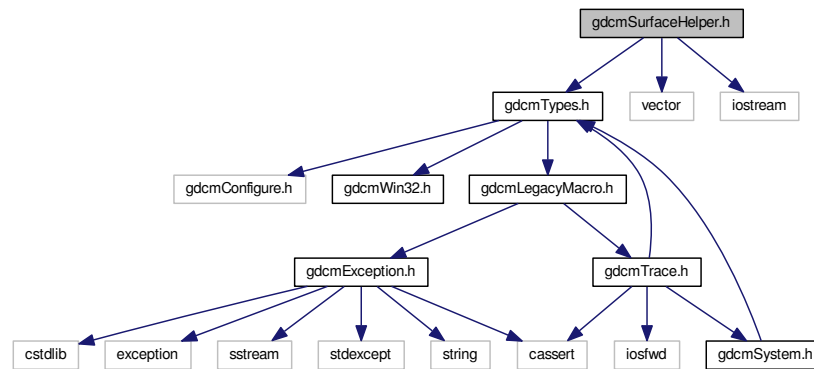 gdcmSurfaceHelper.h
gdcmTypes.h
vector
iostream
gdcmConfigure.h
gdcmWin32.h
gdcmLegacyMacro.h
gdcmException.h
gdcmTrace.h
cstdlib
exception
sstream
stdexcept
string
cassert
iosfwd
gdcmSystem.h